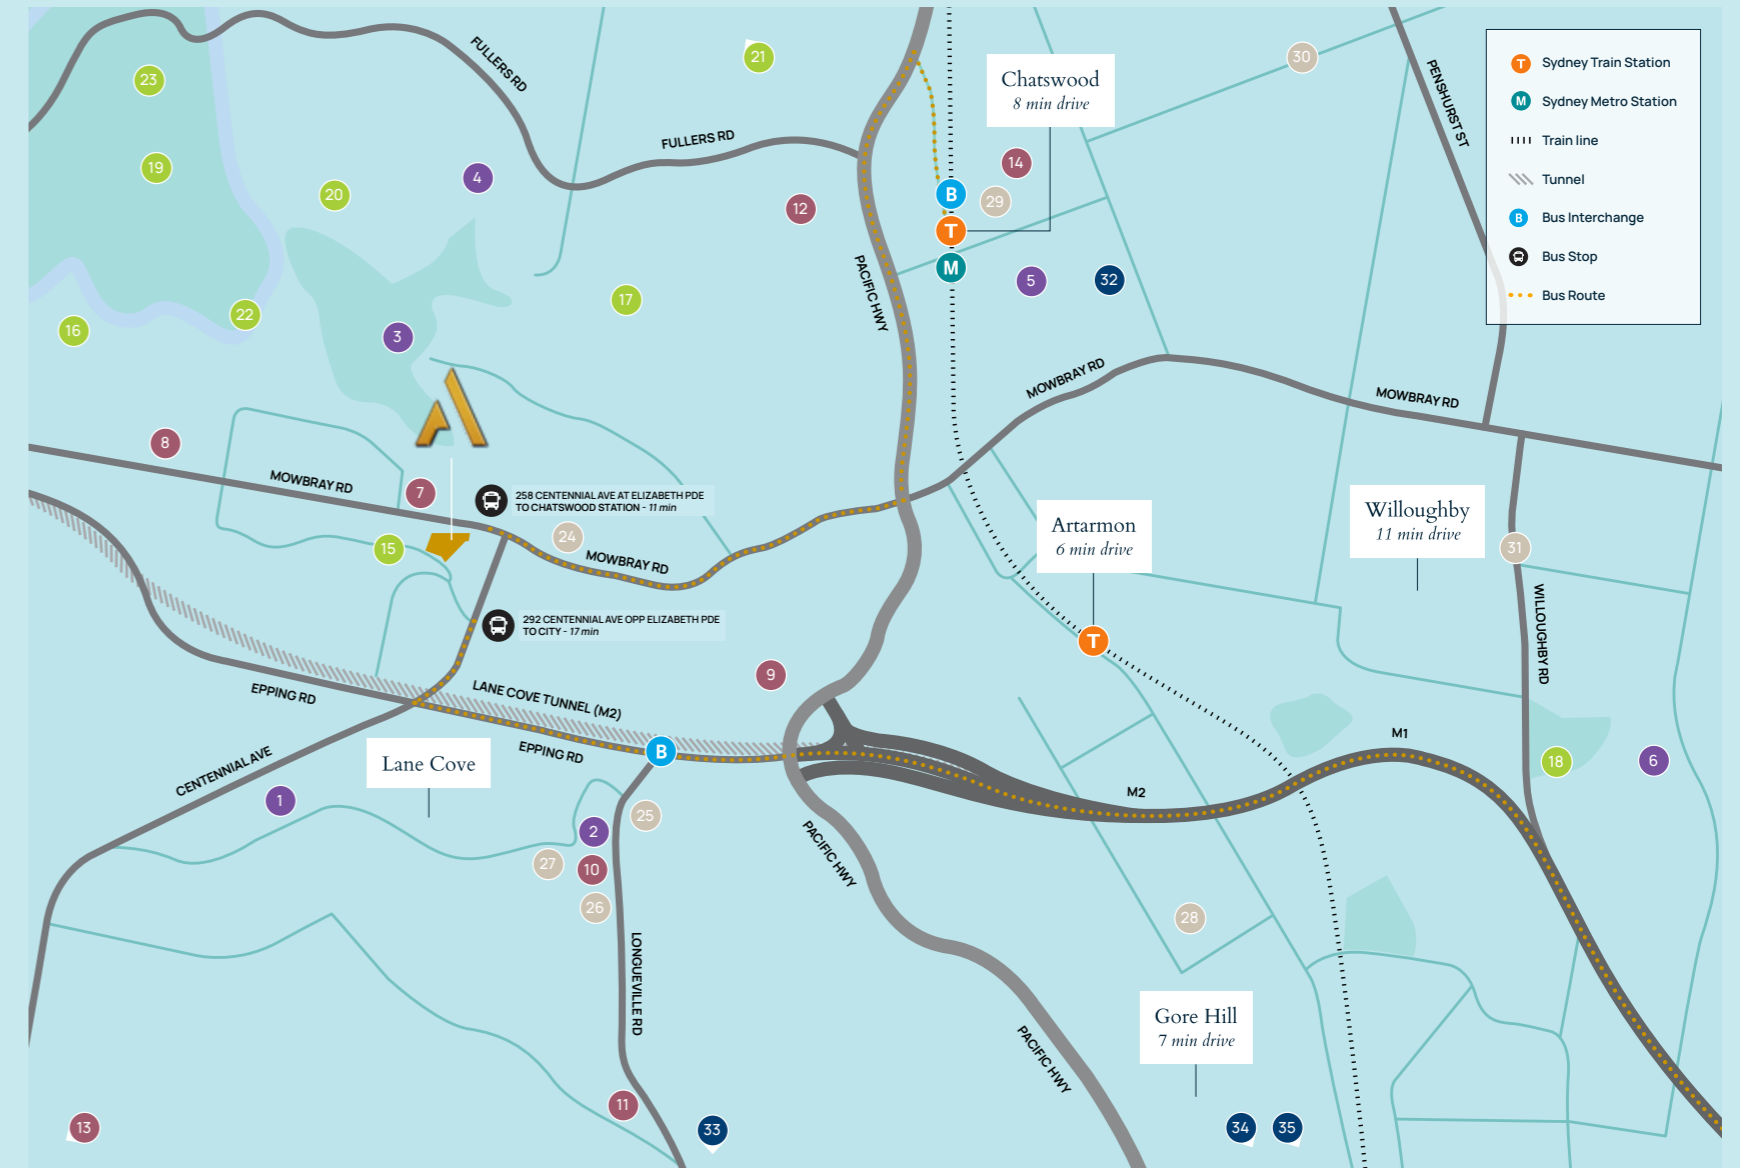 FULLERS RD
FULLERS RD
PENSHURST ST
Chatswood
8 min drive
T Sydney Train Station
M Sydney Metro Station
Train line
Tunnel
B Bus Interchange
Bus Stop
Bus Route
23
21
30
19
20
4
12
14
B
29
T
M
5
32
PACIFIC HWY
16
22
17
3
MOWBRAY RD
MOWBRAY RD
8
7
MOWBRAY RD
258 CENTENNIAL AVE AT ELIZABETH PDE
TO CHATSWOOD STATION - 11 min
15
24
MOWBRAY RD
Artarmon
6 min drive
Willoughby
11 min drive
31
WILLOUGHBY RD
292 CENTENNIAL AVE OPP ELIZABETH PDE
TO CITY - 17 min
T
9
EPPING RD
LANE COVE TUNNEL (M2)
EPPING RD
B
M1
M2
18
6
CENTENNIAL AVE
Lane Cove
1
2
25
27
10
26
PACIFIC HWY
28
LONGUEVILLE RD
Gore Hill
7 min drive
PACIFIC HWY
13
11
33
34
35